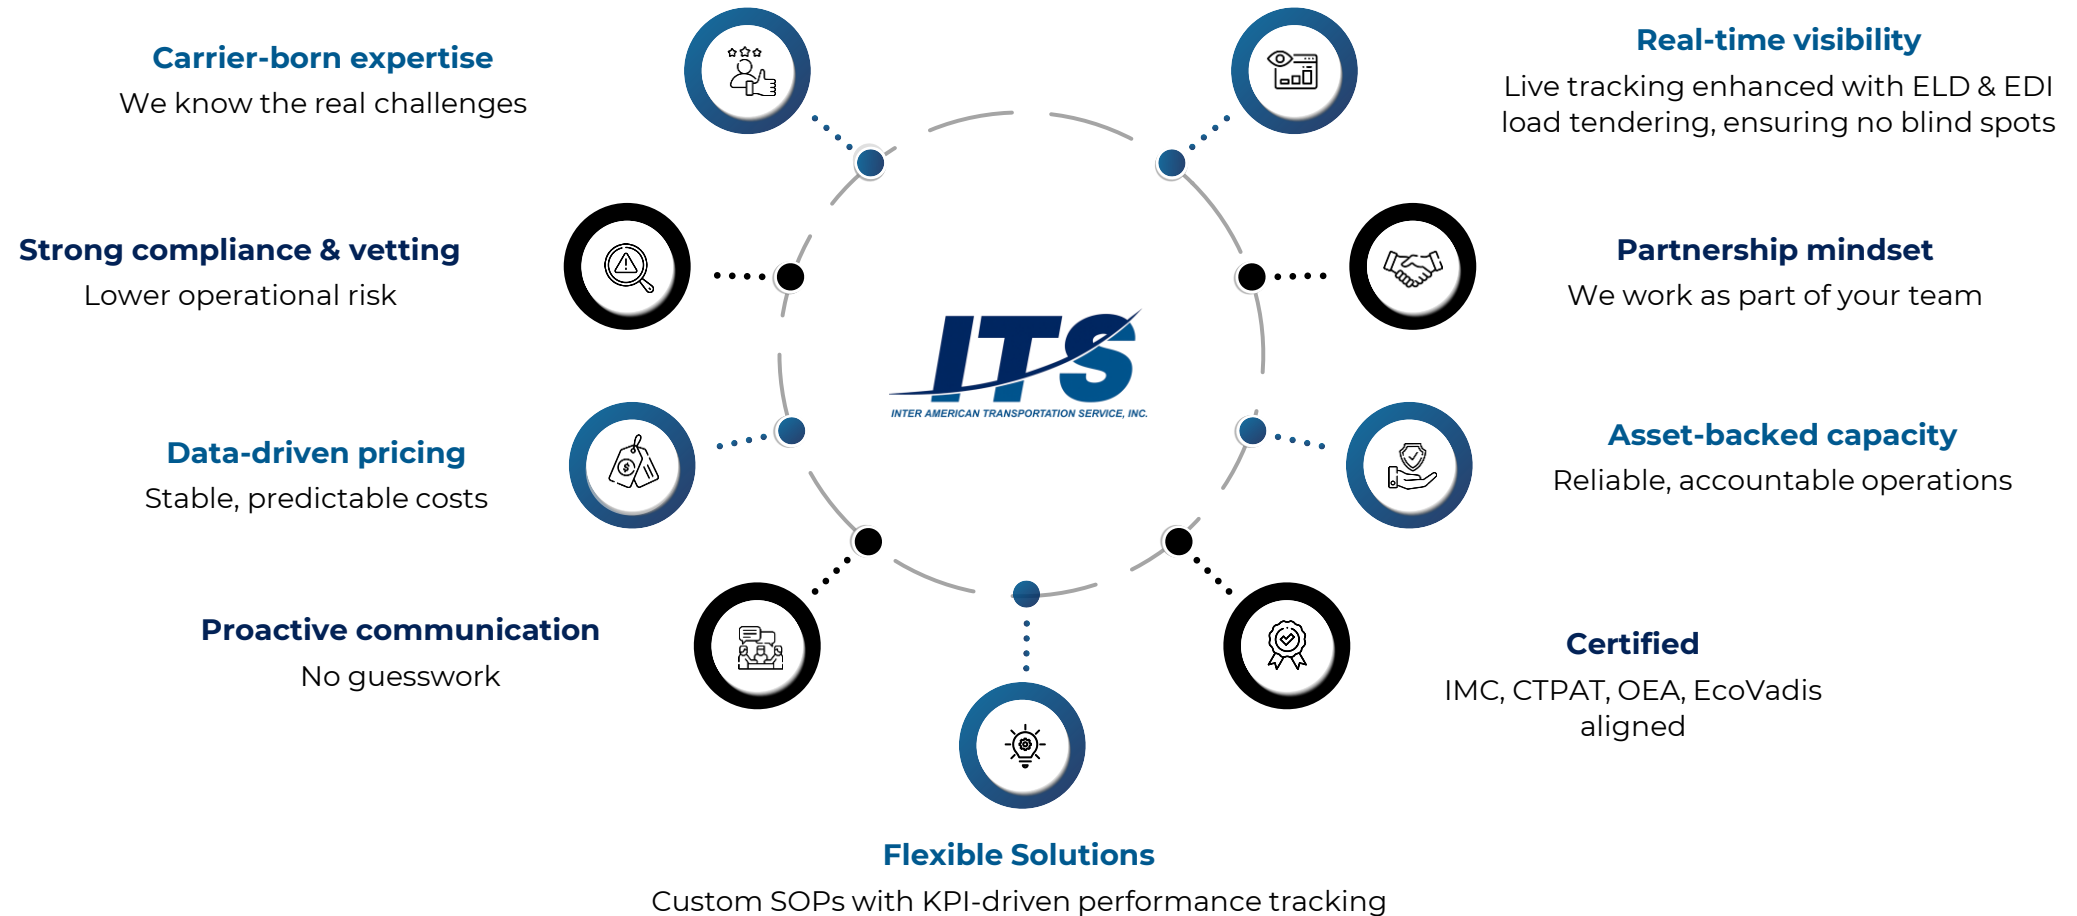 Carrier-born expertise
We know the real challenges
Strong compliance & vetting
Lower operational risk
Data-driven pricing
Stable, predictable costs
Proactive communication
No guesswork
ITS
INTER AMERICAN TRANSPORTATION SERVICE, INC.
Flexible Solutions
Custom SOPs with KPI-driven performance tracking
Real-time visibility
Live tracking enhanced with ELD & EDI
load tendering, ensuring no blind spots
Partnership mindset
We work as part of your team
Asset-backed capacity
Reliable, accountable operations
Certified
IMC, CTPAT, OEA, EcoVadis
aligned